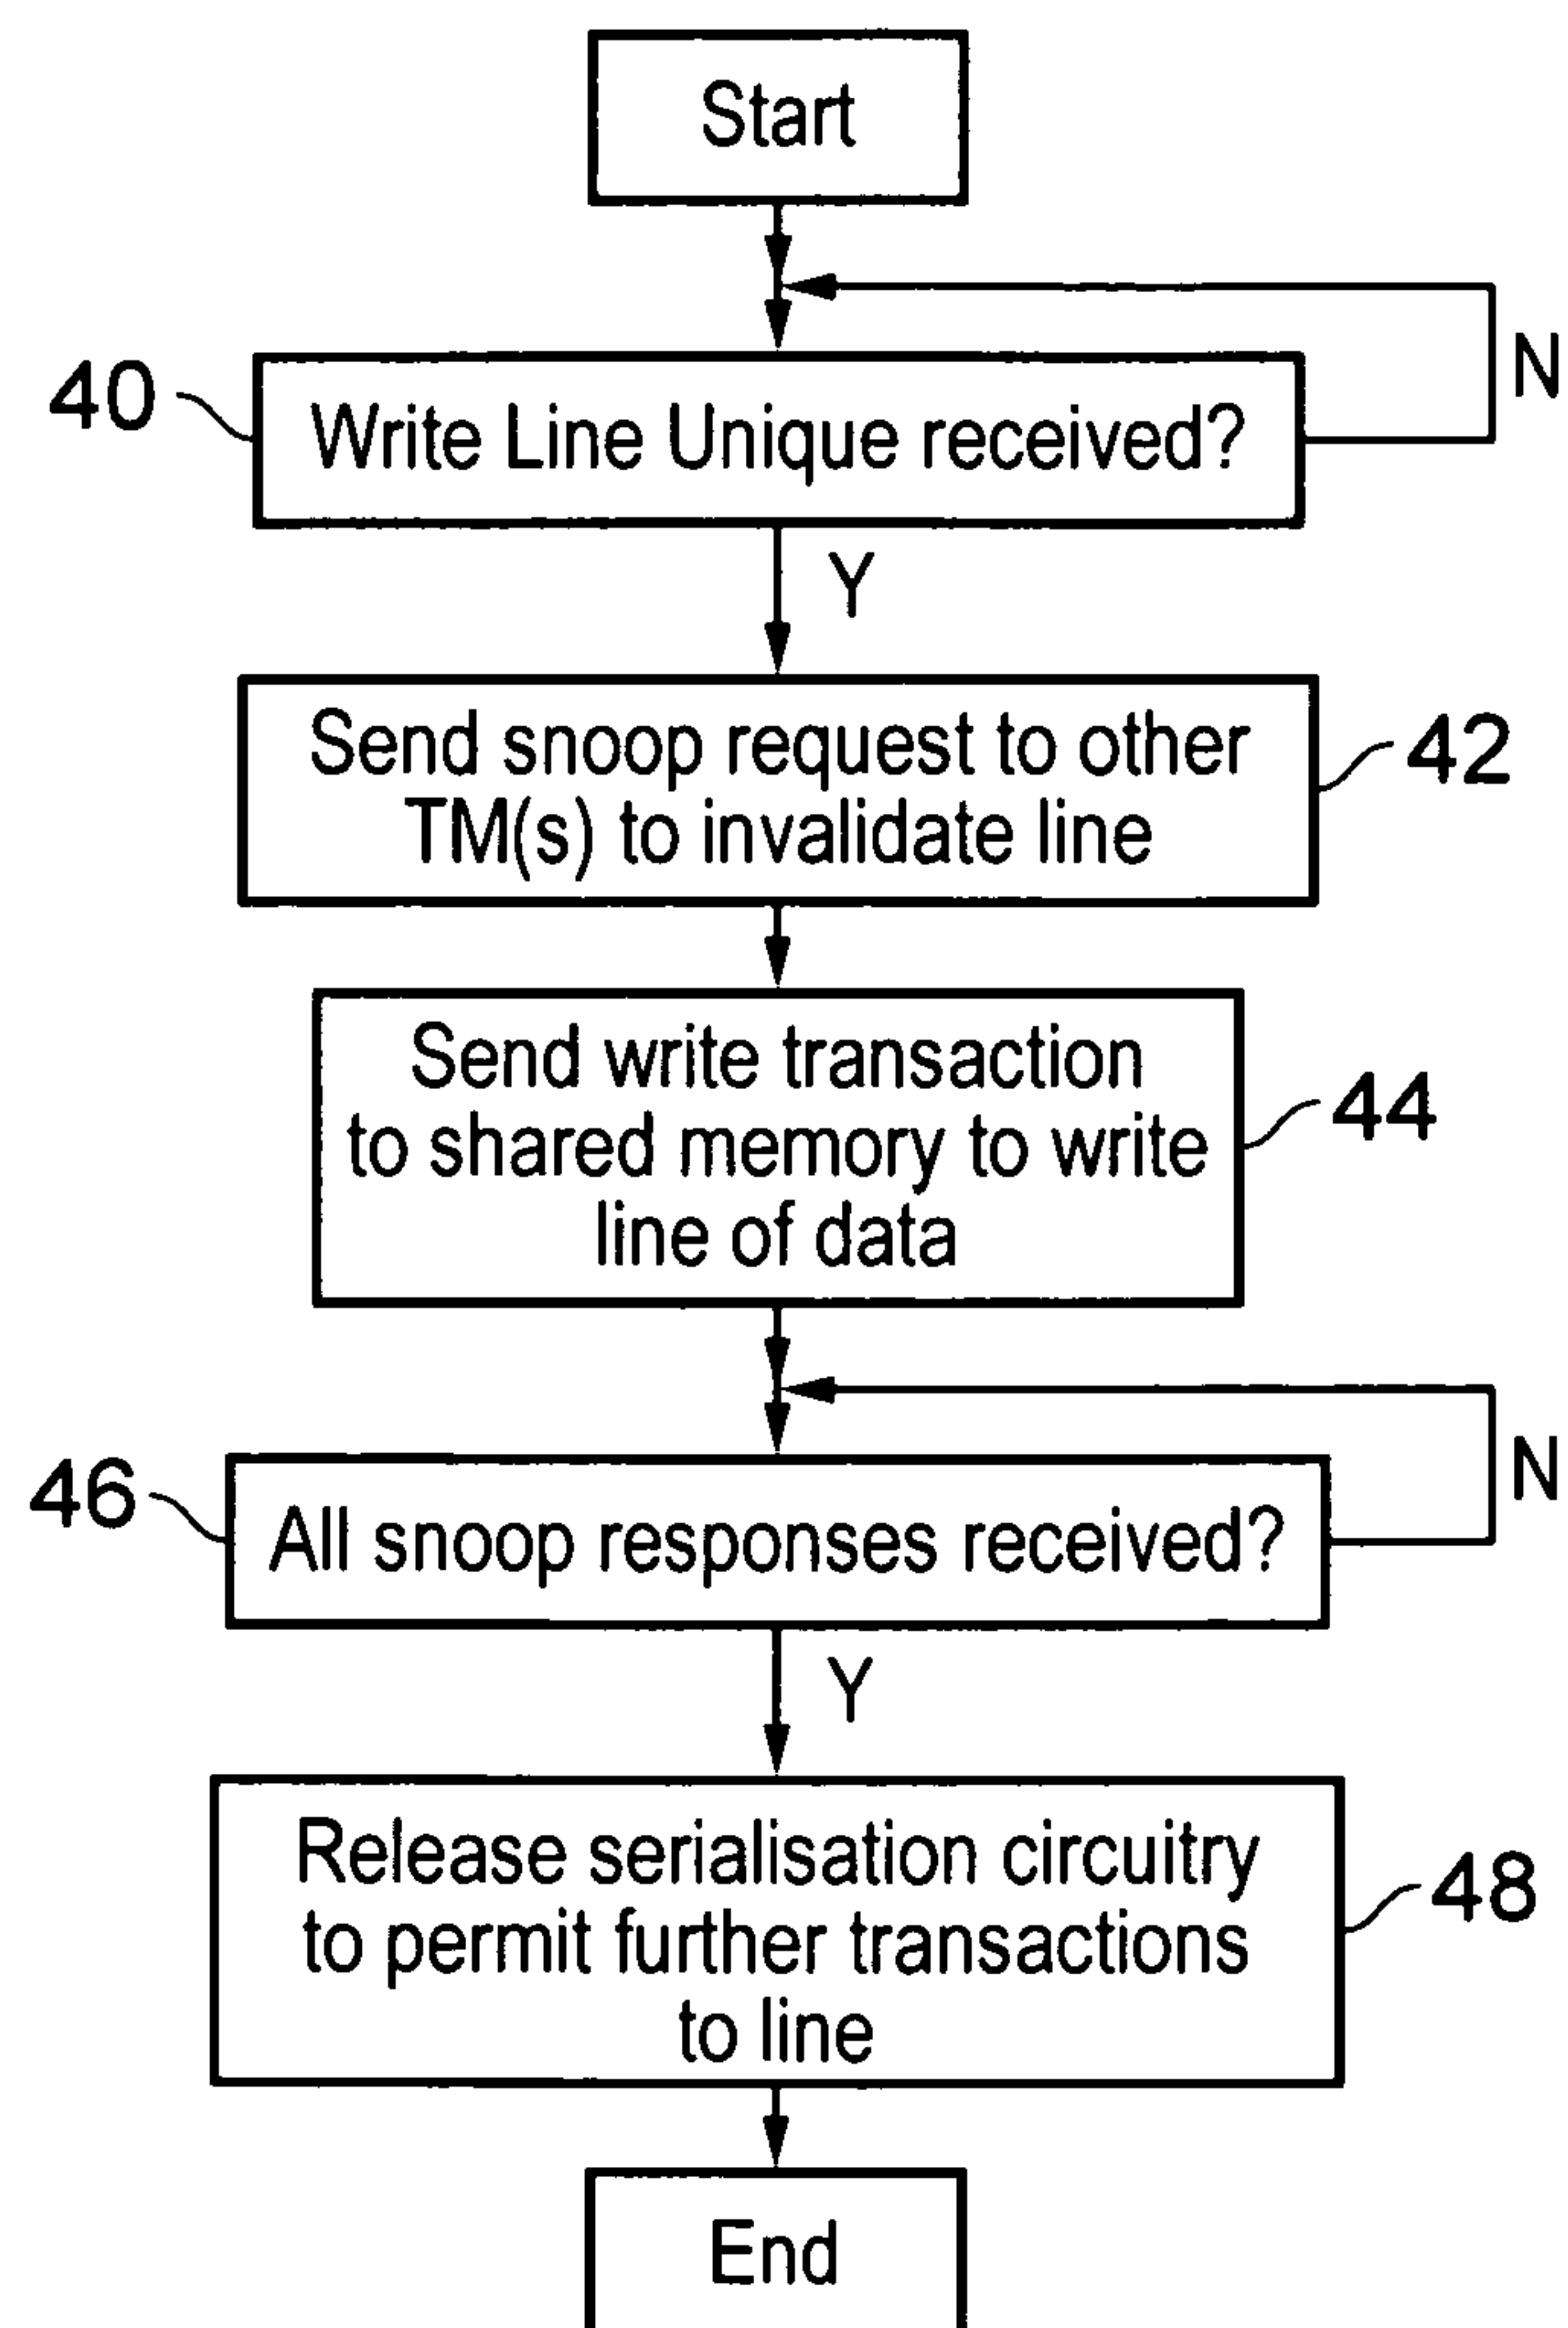 Start
N
40
Write Line Unique received?
Y
Send snoop request to other
TM(s) to invalidate line
42
Send write transaction
to shared memory to write
line of data
44
N
46
All snoop responses received?
Y
Release serialisation circuitry
to permit further transactions
to line
48
End